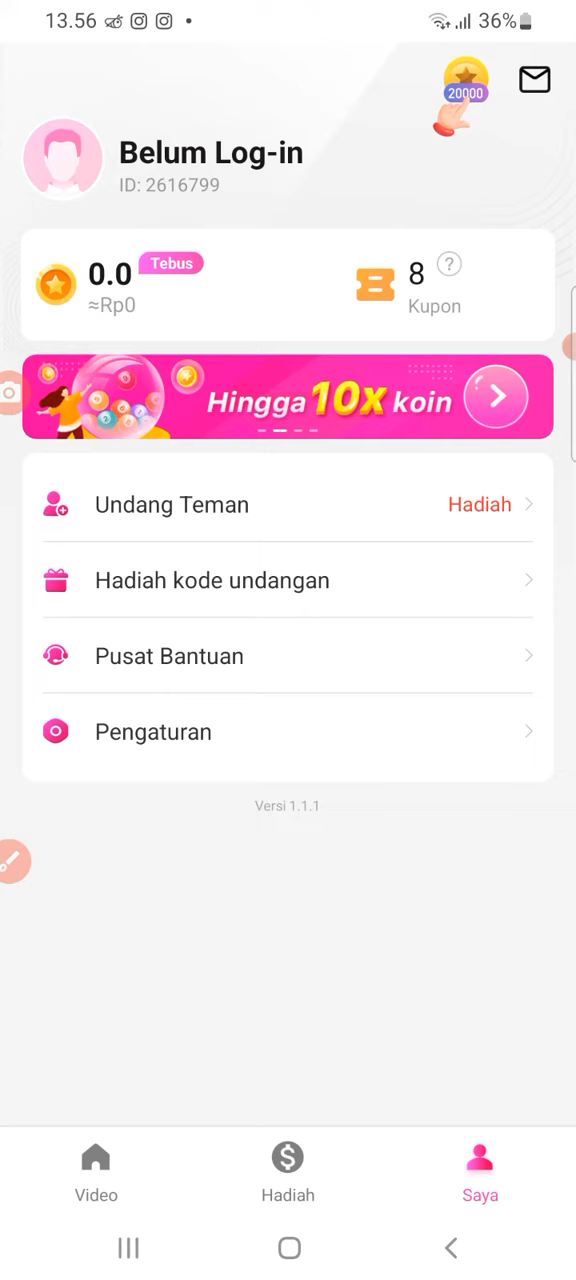 13.56
36%
20000
Belum Log-in
ID: 2616799
0.0 Tebus
≈Rp0
8 ?
Kupon
Hingga 10x koin
Undang Teman Hadiah
Hadiah kode undangan
Pusat Bantuan
Pengaturan
Versi 1.1.1
Video Hadiah Saya